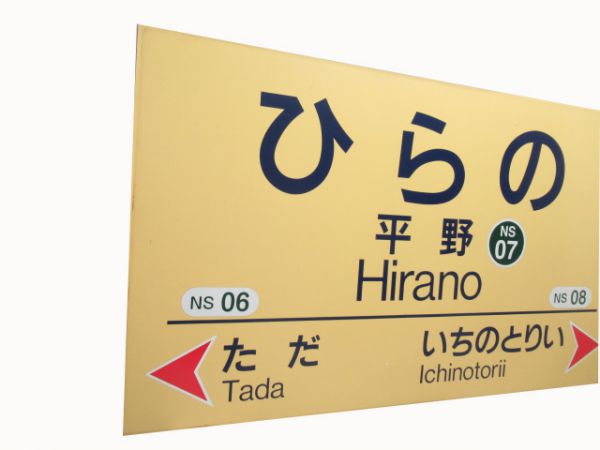 ひらの
平野 NS 07
Hirano
NS 06 NS 08
ただ いちのとりい
Tada Ichinotorii